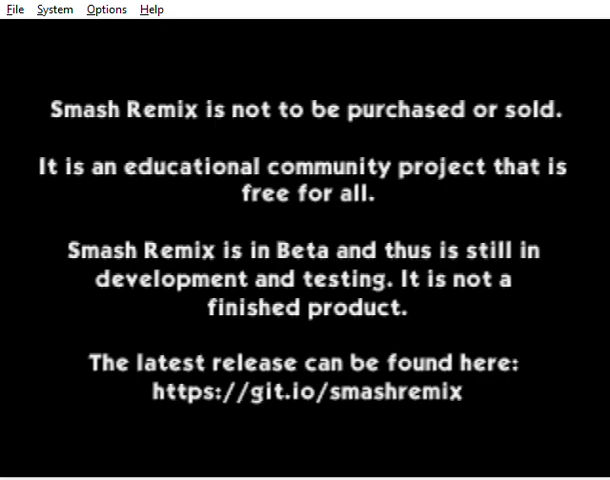 File System Options Help
Smash Remix is not to be purchased or sold.
It is an educational community project that is
free for all.
Smash Remix is in Beta and thus is still in
development and testing. It is not a
finished product.
The latest release can be found here:
https://git.io/smashremix